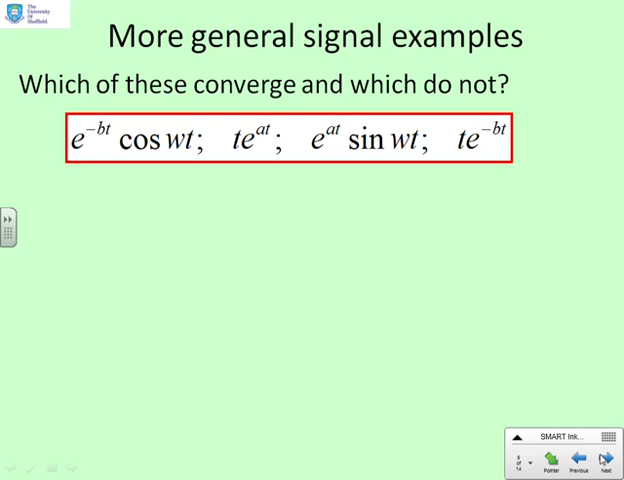 The
University
Of
Sheffield.
More general signal examples
Which of these converge and which do not?
e^{-bt} cos wt; te^{at}; e^{at} sin wt; te^{-bt}
SMART Ink...
of
14
Pointer
Previous
Next